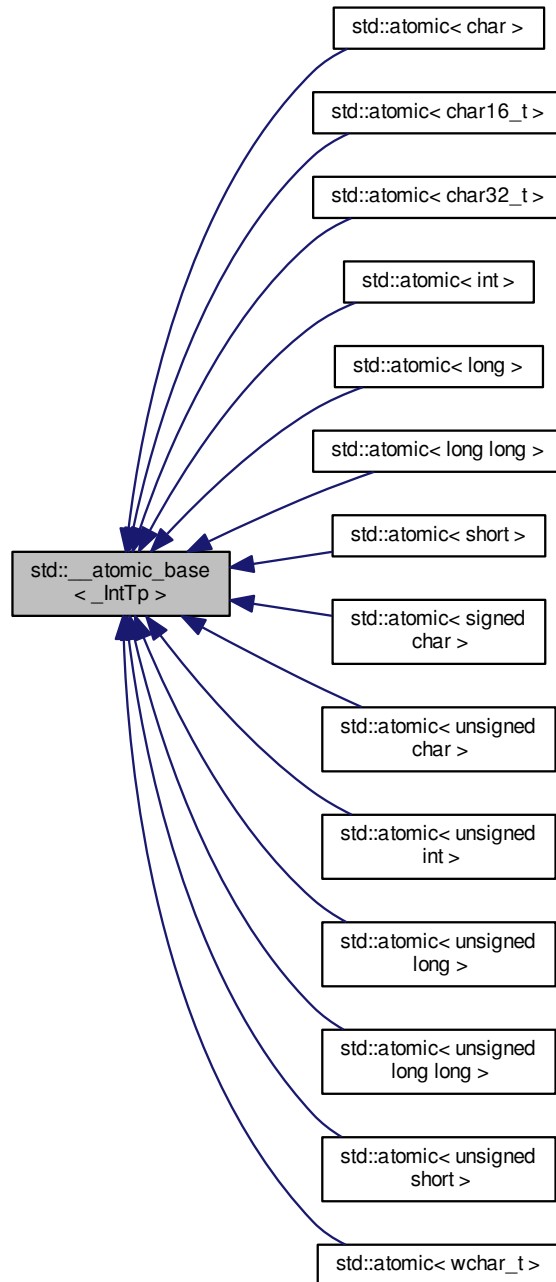 std::atomic< char >
std::atomic< char16_t >
std::atomic< char32_t >
std::atomic< int >
std::atomic< long >
std::atomic< long long >
std::__atomic_base
< _IntTp >
std::atomic< short >
std::atomic< signed
char >
std::atomic< unsigned
char >
std::atomic< unsigned
int >
std::atomic< unsigned
long >
std::atomic< unsigned
long long >
std::atomic< unsigned
short >
std::atomic< wchar_t >